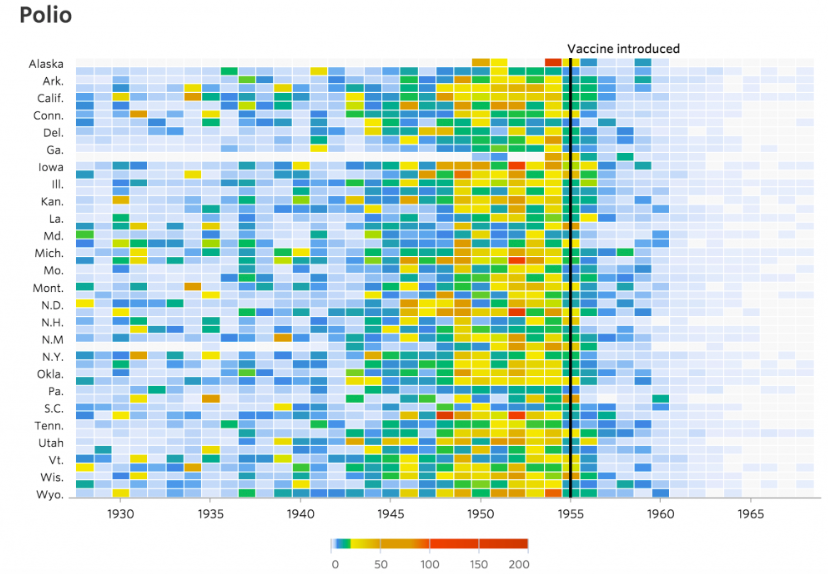 Polio
Vaccine introduced
Alaska
Ark.
Calif.
Conn.
Del.
Ga.
Iowa
Ill.
Kan.
La.
Md.
Mich.
Mo.
Mont.
N.D.
N.H.
N.M
N.Y.
Okla.
Pa.
S.C.
Tenn.
Utah
Vt.
Wis.
Wyo.
1930 1935 1940 1945 1950 1955 1960 1965
0 50 100 150 200